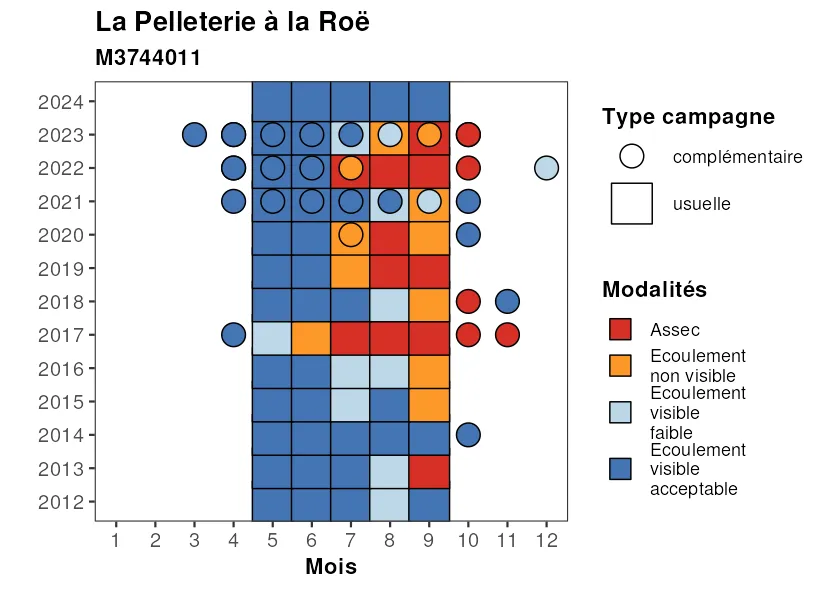 La Pelleterie à la Roë
M3744011
2024
2023
2022
2021
2020
2019
2018
2017
2016
2015
2014
2013
2012
1 2 3 4 5 6 7 8 9 10 11 12
Mois
Type campagne
complémentaire
usuelle
Modalités
Assec
Ecoulement
non visible
Ecoulement
visible
faible
Ecoulement
visible
acceptable